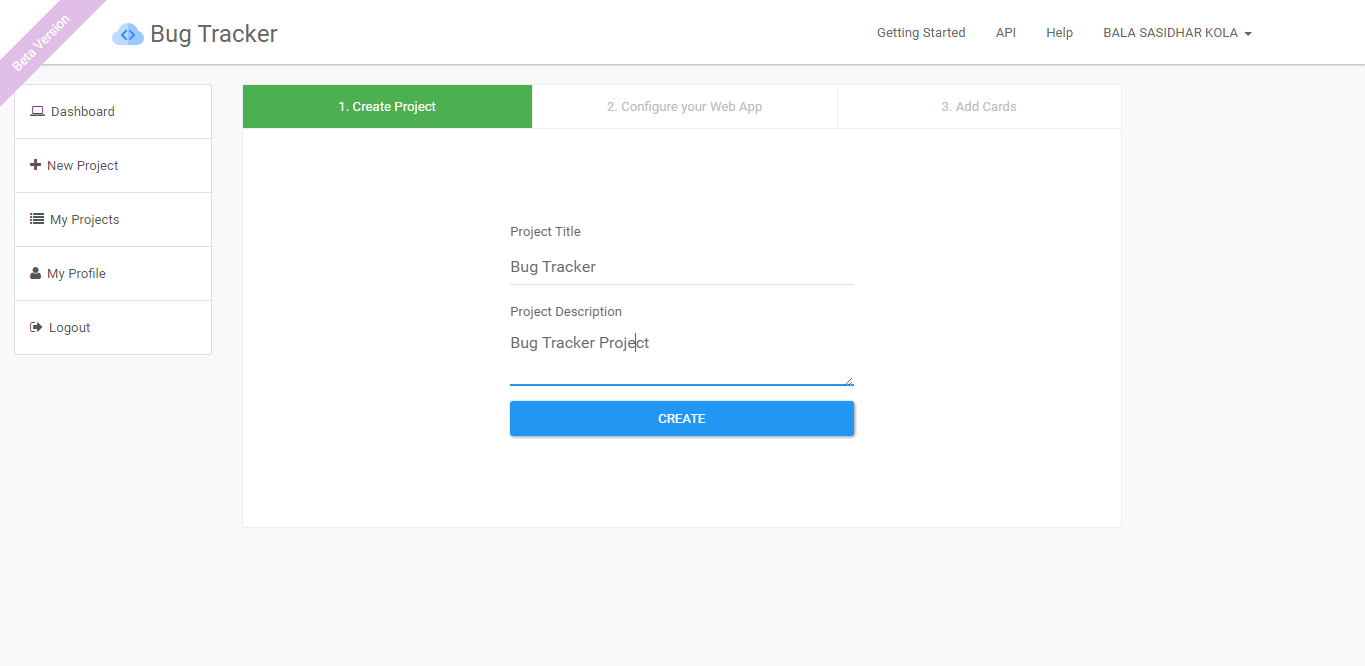 Beta Version
Bug Tracker
Getting Started
API
Help
BALA SASIDHAR KOLA
Dashboard
New Project
My Projects
My Profile
Logout
1. Create Project
2. Configure your Web App
3. Add Cards
Project Title
Bug Tracker
Project Description
Bug Tracker Project
CREATE